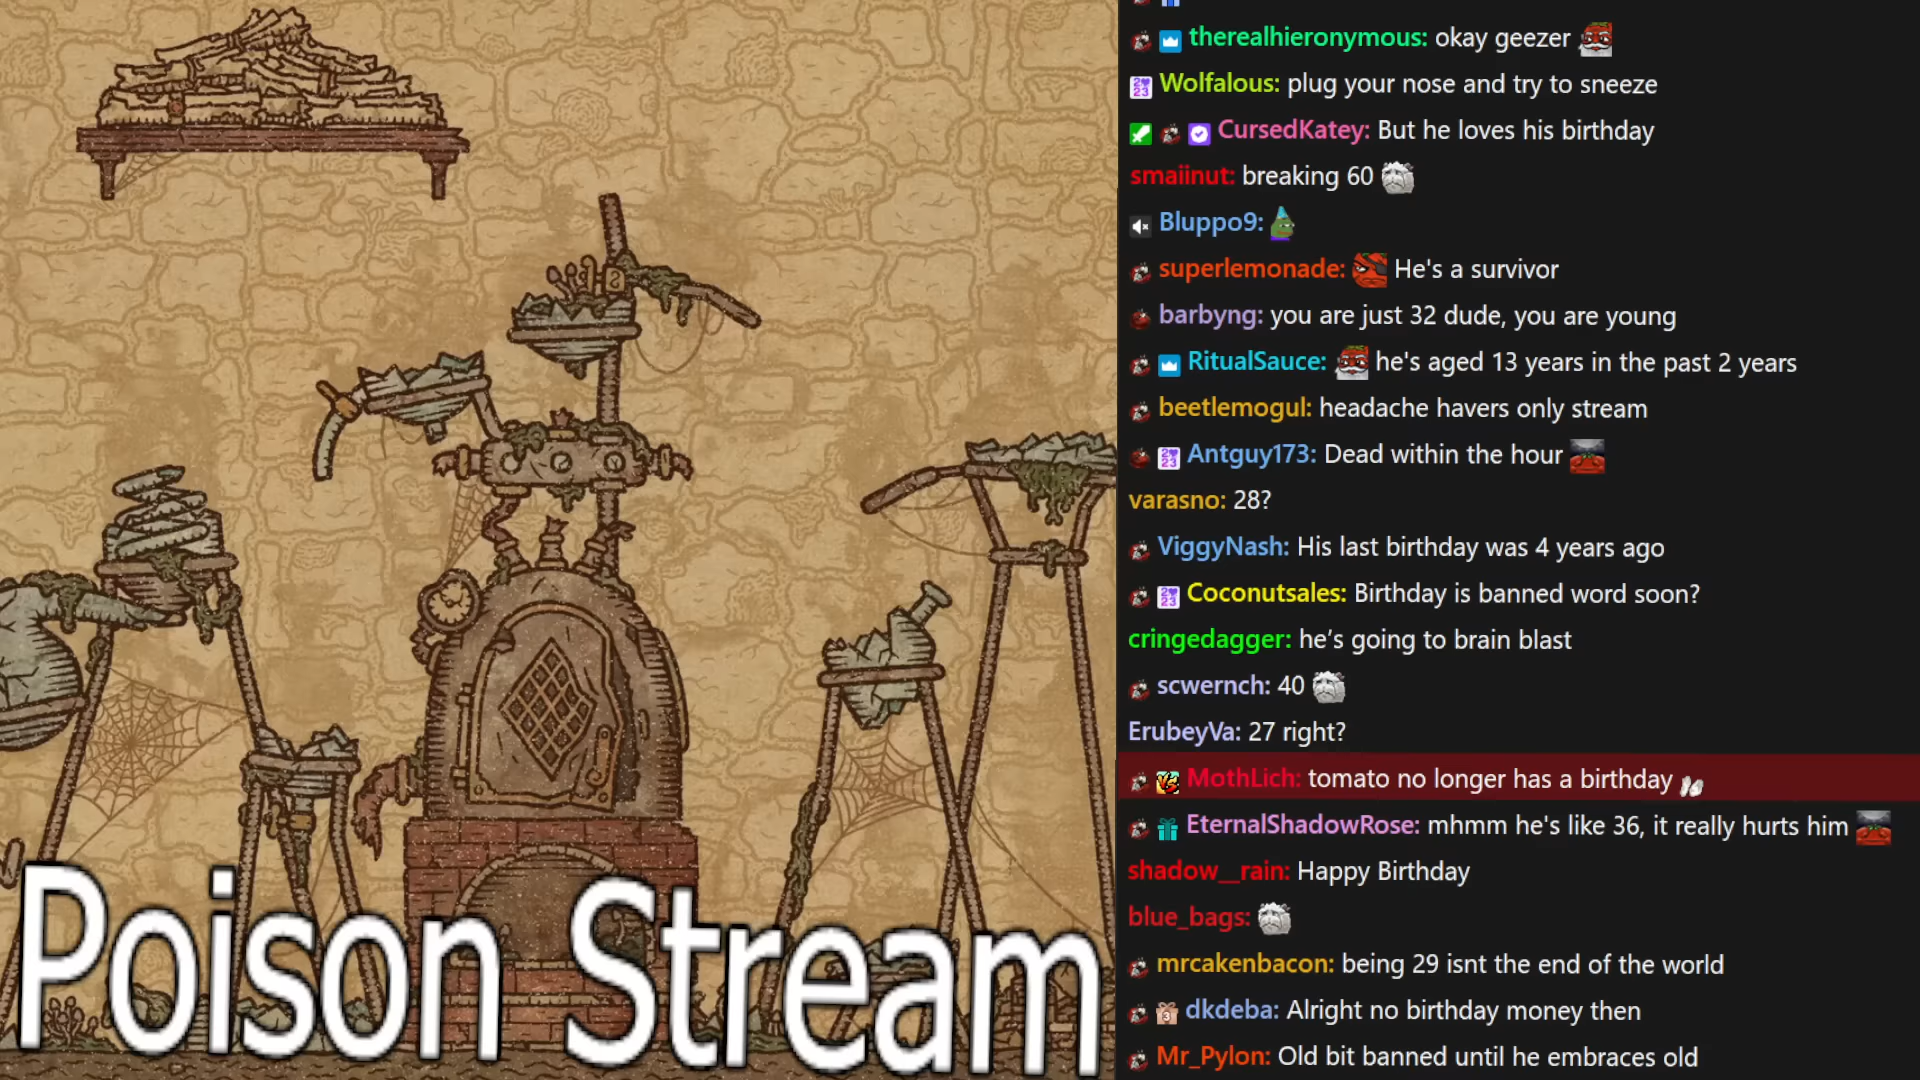 therealhieronymous: okay geezer
Wolfalous: plug your nose and try to sneeze
CursedKatey: But he loves his birthday
smaiinut: breaking 60
Bluppo9:
superlemonade: He's a survivor
barbyng: you are just 32 dude, you are young
RitualSauce: he's aged 13 years in the past 2 years
beetlemogul: headache havers only stream
Antguy173: Dead within the hour
varasno: 28?
ViggyNash: His last birthday was 4 years ago
Coconutsales: Birthday is banned word soon?
cringedagger: he’s going to brain blast
scwernch: 40
ErubeyVa: 27 right?
MothLich: tomato no longer has a birthday
EternalShadowRose: mhmm he's like 36, it really hurts him
shadow__rain: Happy Birthday
blue_bags:
mrcakenbacon: being 29 isnt the end of the world
dkdeba: Alright no birthday money then
Mr_Pylon: Old bit banned until he embraces old
Poison Stream